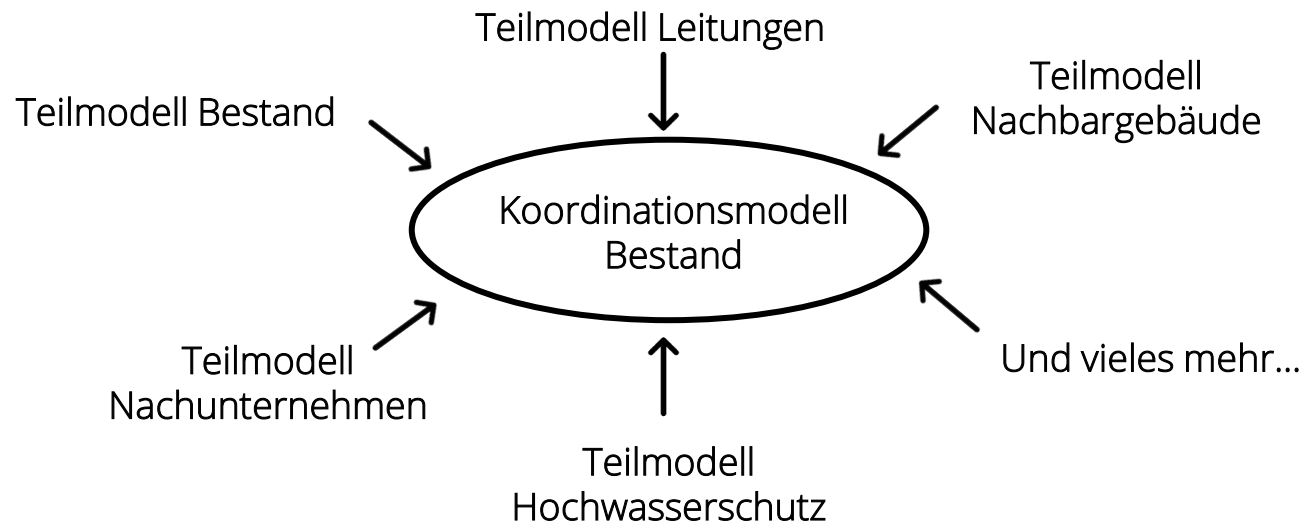 Teilmodell Leitungen
Teilmodell
Nachbargebäude
Teilmodell Bestand
Koordinationsmodell
Bestand
Teilmodell
Nachunternehmen
Und vieles mehr...
Teilmodell
Hochwasserschutz